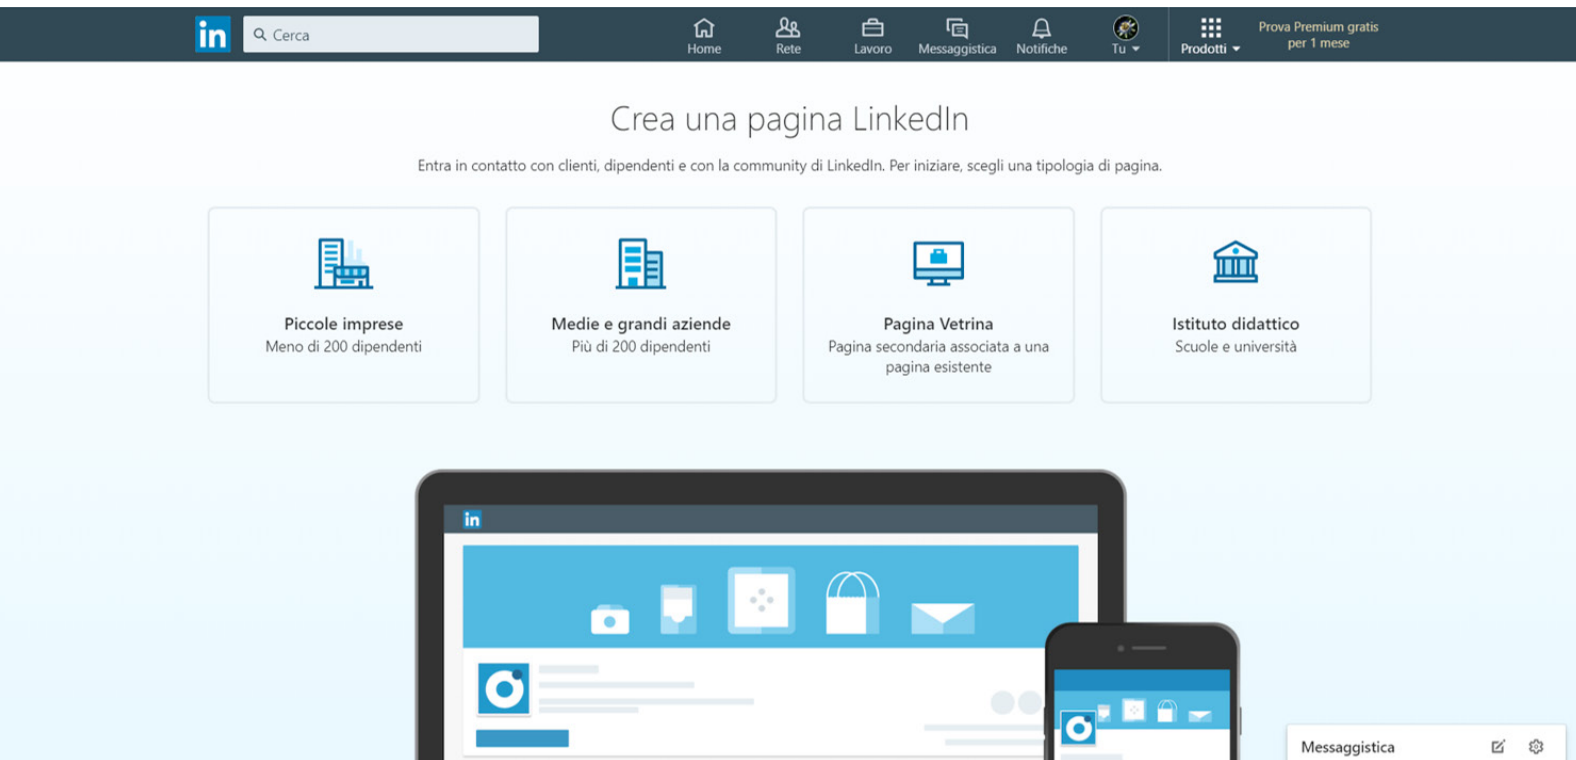 in
Cerca
Home
Rete
Lavoro
Messaggistica
Notifiche
Tu
Prodotti
Prova Premium gratis
per 1 mese
Crea una pagina LinkedIn
Entra in contatto con clienti, dipendenti e con la community di LinkedIn. Per iniziare, scegli una tipologia di pagina.
Piccole imprese
Meno di 200 dipendenti
Medie e grandi aziende
Più di 200 dipendenti
Pagina Vetrina
Pagina secondaria associata a una
pagina esistente
Istituto didattico
Scuole e università
in
Messaggistica